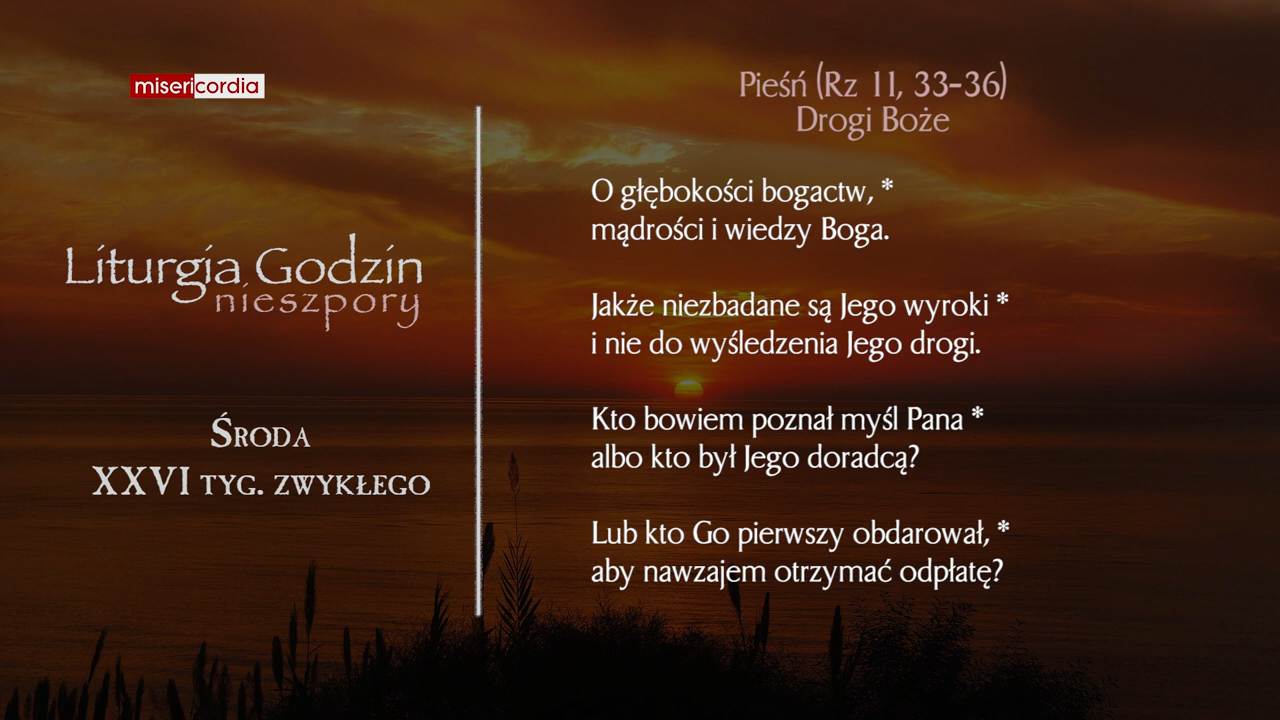 misericordia
Liturgia Godzin
nieszpory
Środa
XXVI tyg. zwykłego
Pieśń (Rz 11, 33-36)
Drogi Boże
O głębokości bogactw, *
mądrości i wiedzy Boga.
Jakże niezbadane są Jego wyroki *
i nie do wyśledzenia Jego drogi.
Kto bowiem poznał myśl Pana *
albo kto był Jego doradcą?
Lub kto Go pierwszy obdarował, *
aby nawzajem otrzymać odpłatę?